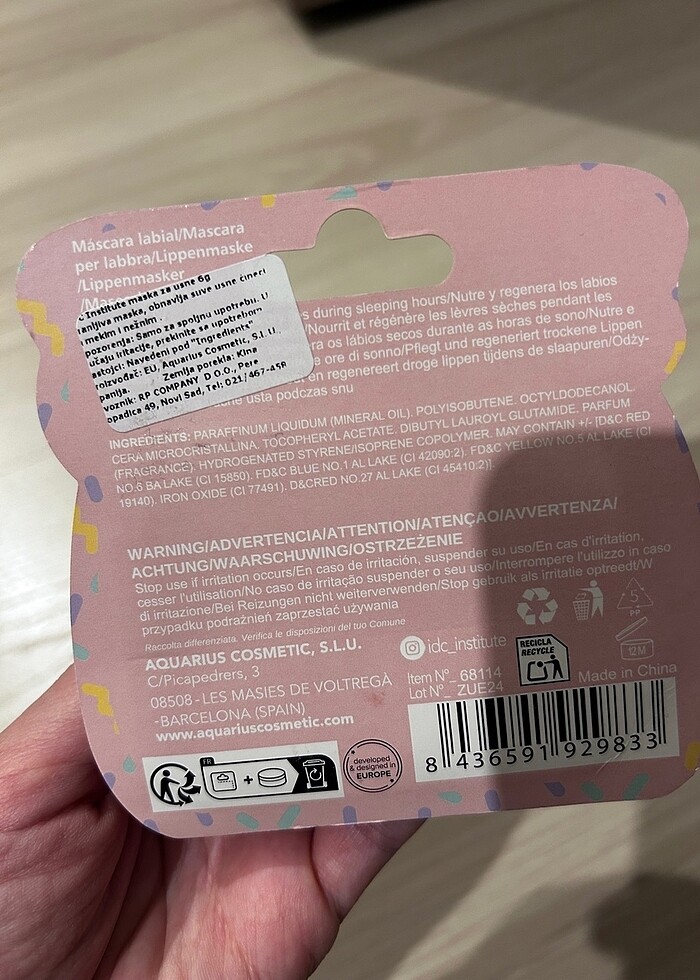 Máscara labial/Mascara
per labbra/Lippenmaske
/Lippenmasker
Institute maska za usne 6g
anljiva maska, obnavlja suve usne čineći
mekim i nežnim.
pozorenje: Samo za spoljnu upotrebu. U
učaju iritacije, prekinite sa upotrebom
astojci: Navedeni pod "Ingredients"
oizvođač: EU, Aquarius Cosmetic, S.L.U.
panija. Zemlja porekla: Kina
voznik: RP COMPANY D.O.O., Pere
opadica 49, Novi Sad, Tel: 021/467-458
s during sleeping hours/Nutre y regenera los labios
/Nourrit et régénère les lèvres sèches pendant les
ra os lábios secos durante as horas de sono/Nutre e
e ore di sonno/Pflegt und regeneriert trockene Lippen
en regenereert droge lippen tijdens de slaapuren/Odży-
usta podczas snu
INGREDIENTS: PARAFFINUM LIQUIDUM (MINERAL OIL). POLYISOBUTENE. OCTYLDODECANOL.
CERA MICROCRISTALLINA. TOCOPHERYL ACETATE. DIBUTYL LAUROYL GLUTAMIDE. PARFUM
(FRAGRANCE). HYDROGENATED STYRENE/ISOPRENE COPOLYMER. MAY CONTAIN +/- [D&C RED
NO.6 BA LAKE (CI 15850). FD&C BLUE NO.1 AL LAKE (CI 42090:2). FD&C YELLOW NO.5 AL LAKE (CI
19140). IRON OXIDE (CI 77491). D&CRED NO.27 AL LAKE (CI 45410:2)].
WARNING/ADVERTENCIA/ATTENTION/ATENÇAO/AVVERTENZA/
ACHTUNG/WAARSCHUWING/OSTRZEŻENIE
Stop use if irritation occurs/En caso de irritación, suspender su uso/En cas d'irritation,
cesser l'utilisation/No caso de irritação suspender o seu uso/Interrompere l'utilizzo in caso
di irritazione/Bei Reizungen nicht weiterverwenden/Stop gebruik als irritatie optreedt/W
przypadku podrażnień zaprzestać używania
Raccolta differenziata. Verifica le disposizioni del tuo Comune
AQUARIUS COSMETIC, S.L.U.
C/Picapedrers, 3
08508-LES MASIES DE VOLTREGÀ
-BARCELONA (SPAIN)
www.aquariuscosmetic.com
idc_institute
5
PP
RECICLA
RECYCLE
12M
Item Nº_ 68114
Lot Nº_ ZUE24
Made in China
8 436591 929833
FR
+
developed
& designed in
EUROPE